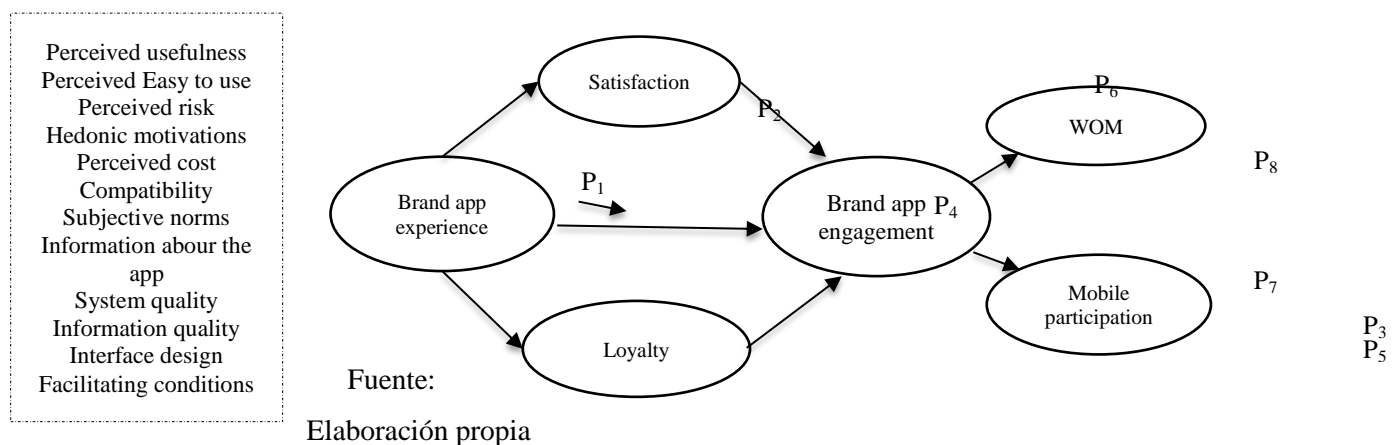 Perceived usefulness
Perceived Easy to use
Perceived risk
Hedonic motivations
Perceived cost
Compatibility
Subjective norms
Information abour the
app
System quality
Information quality
Interface design
Facilitating conditions
Satisfaction
P2
P6
WOM
P8
P1
Brand app
experience
Brand app
engagement
P4
P7
Mobile
participation
P3
P5
Loyalty
Fuente:
Elaboración propia